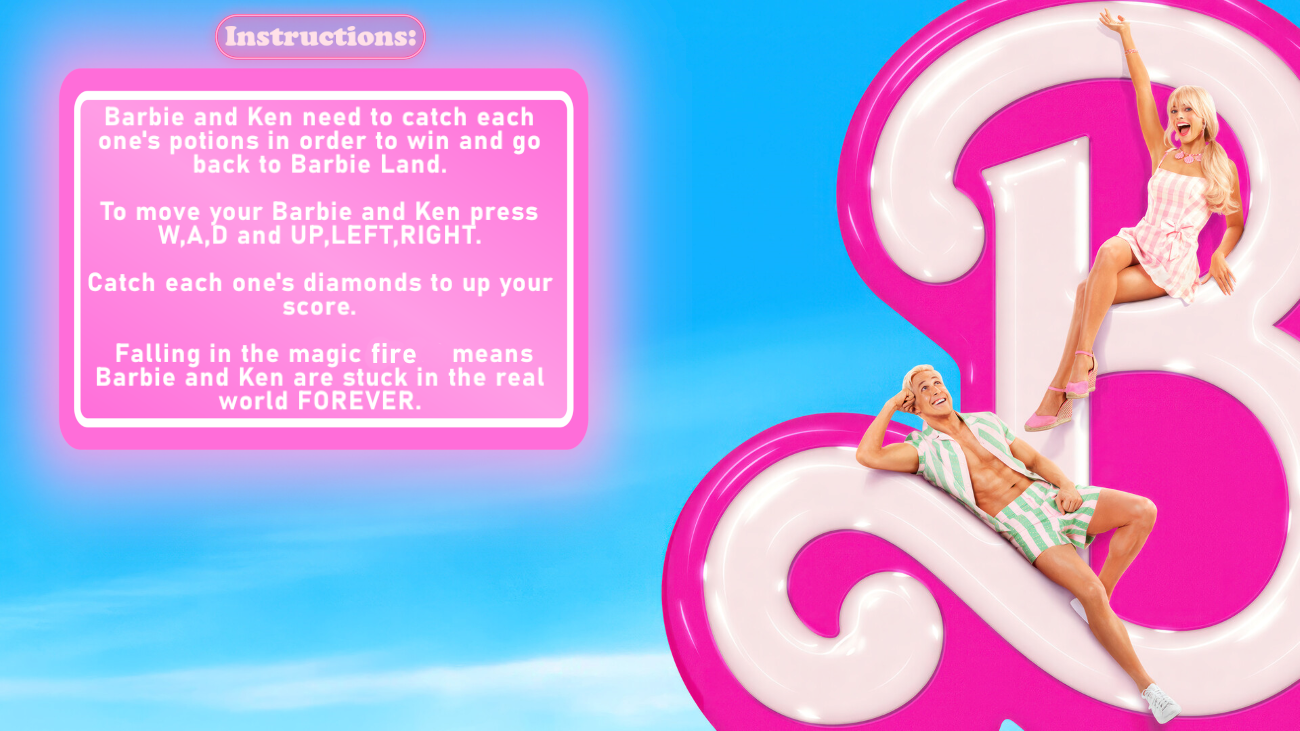 Instructions:
Barbie and Ken need to catch each
one's potions in order to win and go
back to Barbie Land.
To move your Barbie and Ken press
W,A,D and UP,LEFT,RIGHT.
Catch each one's diamonds to up your
score.
Falling in the magic fire means
Barbie and Ken are stuck in the real
world FOREVER.
B